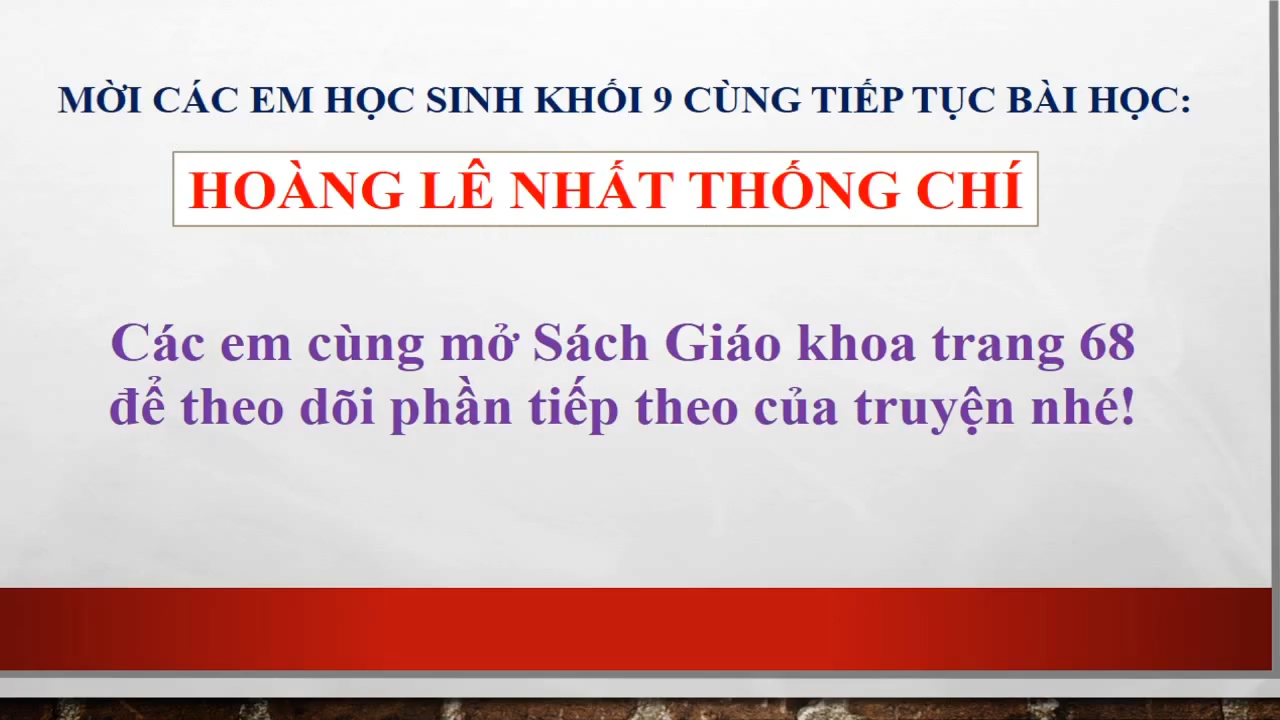 MỜI CÁC EM HỌC SINH KHỐI 9 CÙNG TIẾP TỤC BÀI HỌC:
HOÀNG LÊ NHẤT THỐNG CHÍ
Các em cùng mở Sách Giáo khoa trang 68
để theo dõi phần tiếp theo của truyện nhé!